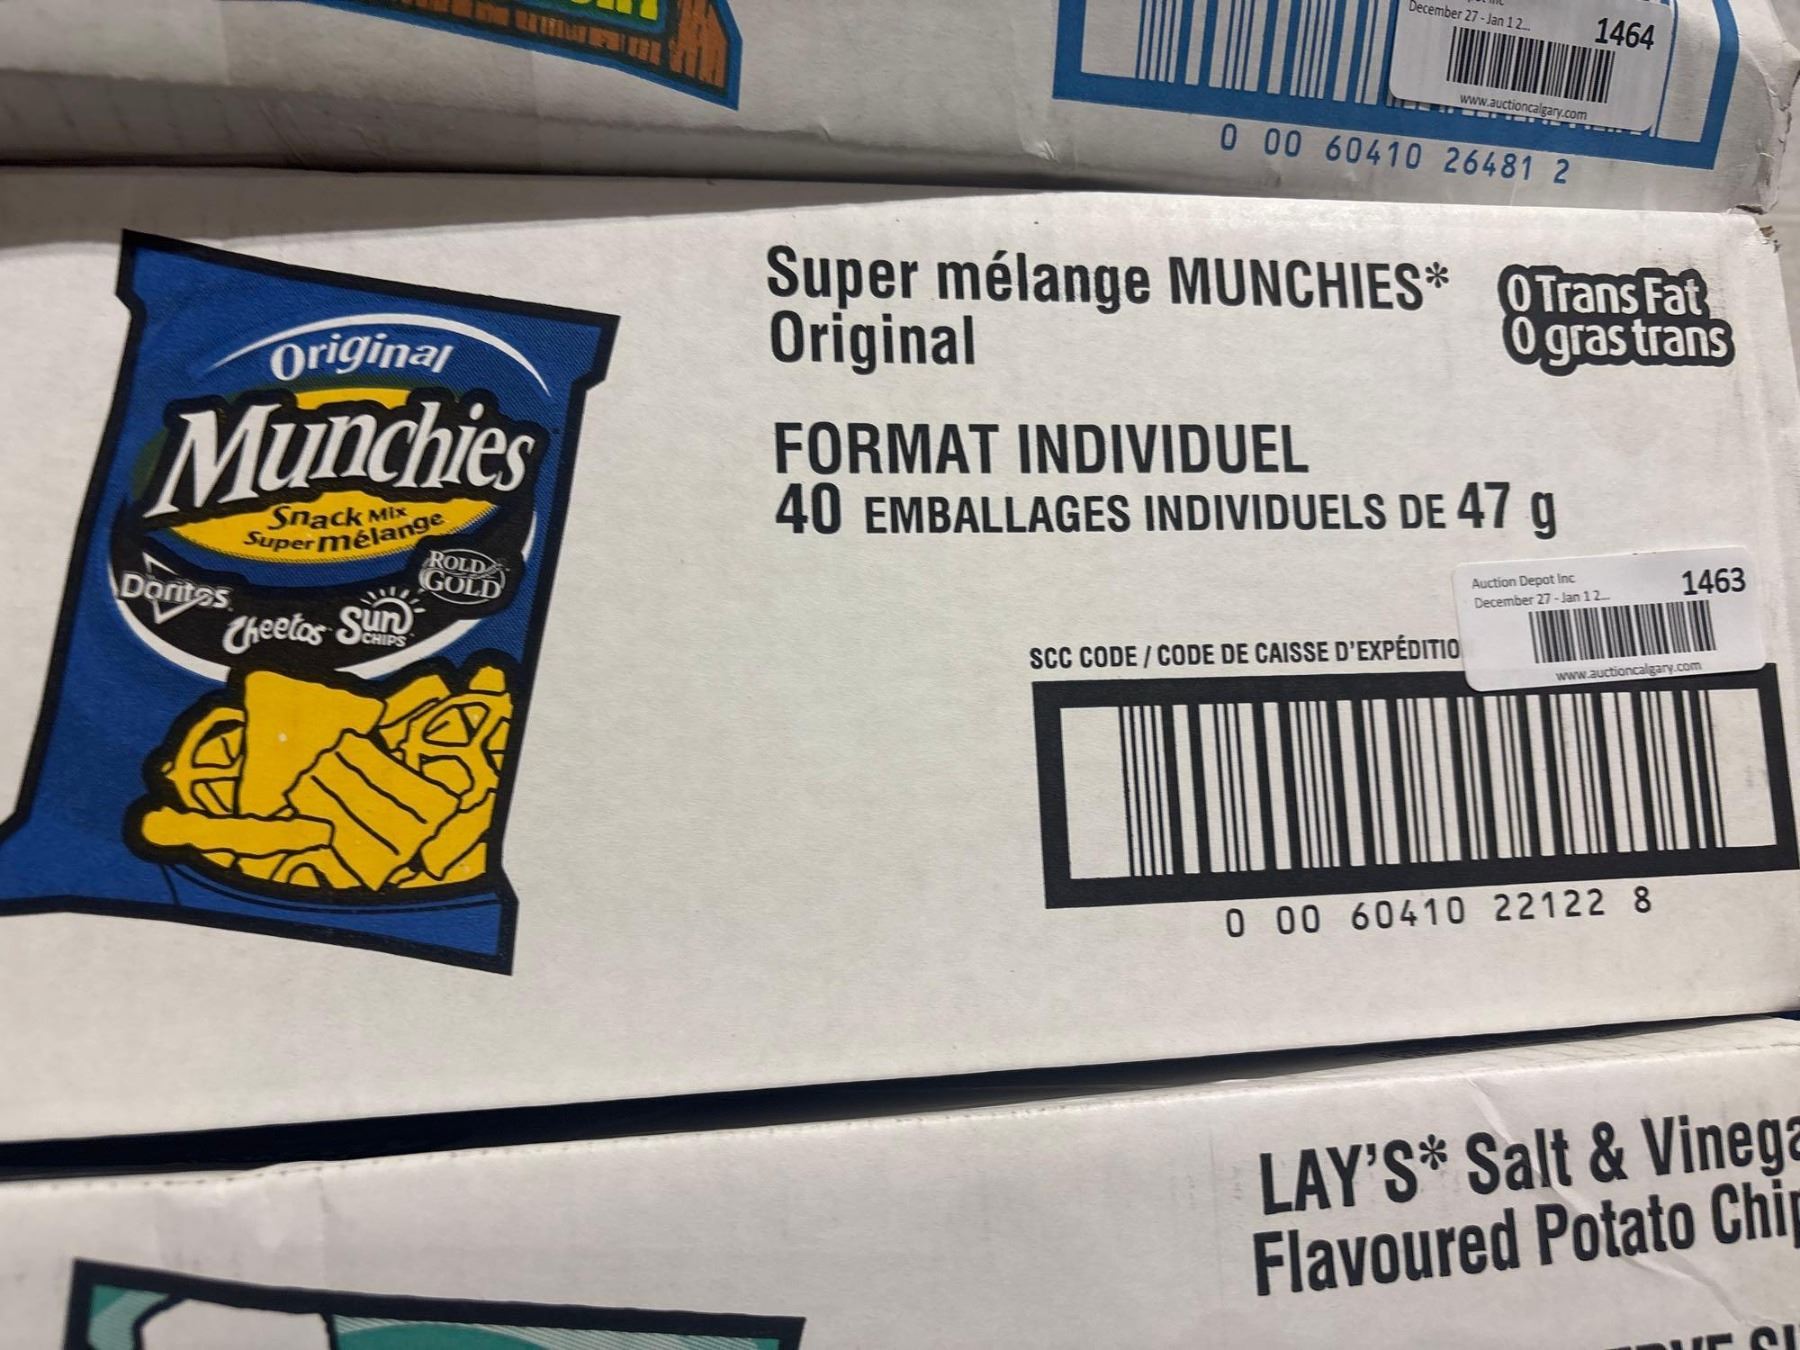 December 27 - Jan 1 2...
1464
www.auctioncalgary.com
0 00 60410 26481 2
Original
Munchies
Snack Mix
Super mélange
Doritos
Cheetos
Sun
CHIPS
ROLD
GOLD
Super mélange MUNCHIES*
Original
0 Trans Fat
0 gras trans
FORMAT INDIVIDUEL
40 EMBALLAGES INDIVIDUELS DE 47 g
Auction Depot Inc
December 27 - Jan 1 2...
1463
www.auctioncalgary.com
SCC CODE / CODE DE CAISSE D'EXPÉDITIO
0 00 60410 22122 8
LAY'S* Salt & Vinega
Flavoured Potato Chip